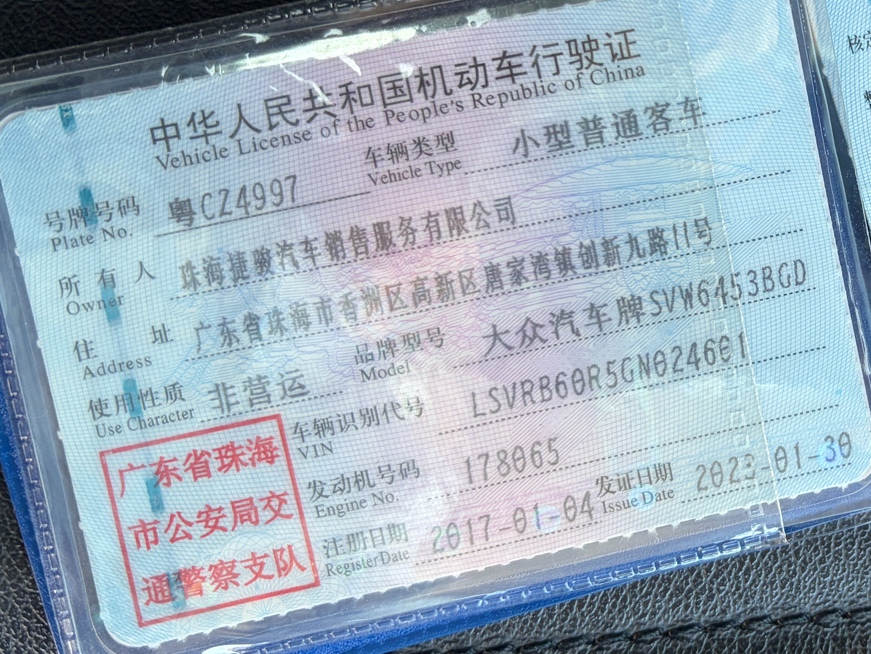 中华人民共和国机动车行驶证
Vehicle License of the People's Republic of China
号牌号码 粤CZ4997 车辆类型 小型普通客车
Plate No. Vehicle Type
所有人 珠海捷骏汽车销售服务有限公司
Owner
住址 广东省珠海市香洲区高新区唐家湾镇创新九路11号
Address
使用性质 非营运 品牌型号 大众汽车牌SVW6453BGD
Use Character Model
车辆识别代号 LSVRB60R5GN024601
VIN
发动机号码 178065
Engine No.
注册日期 2017-01-04 发证日期 2023-01-30
Register Date Issue Date
广东省珠海
市公安局交
通警察支队
核定